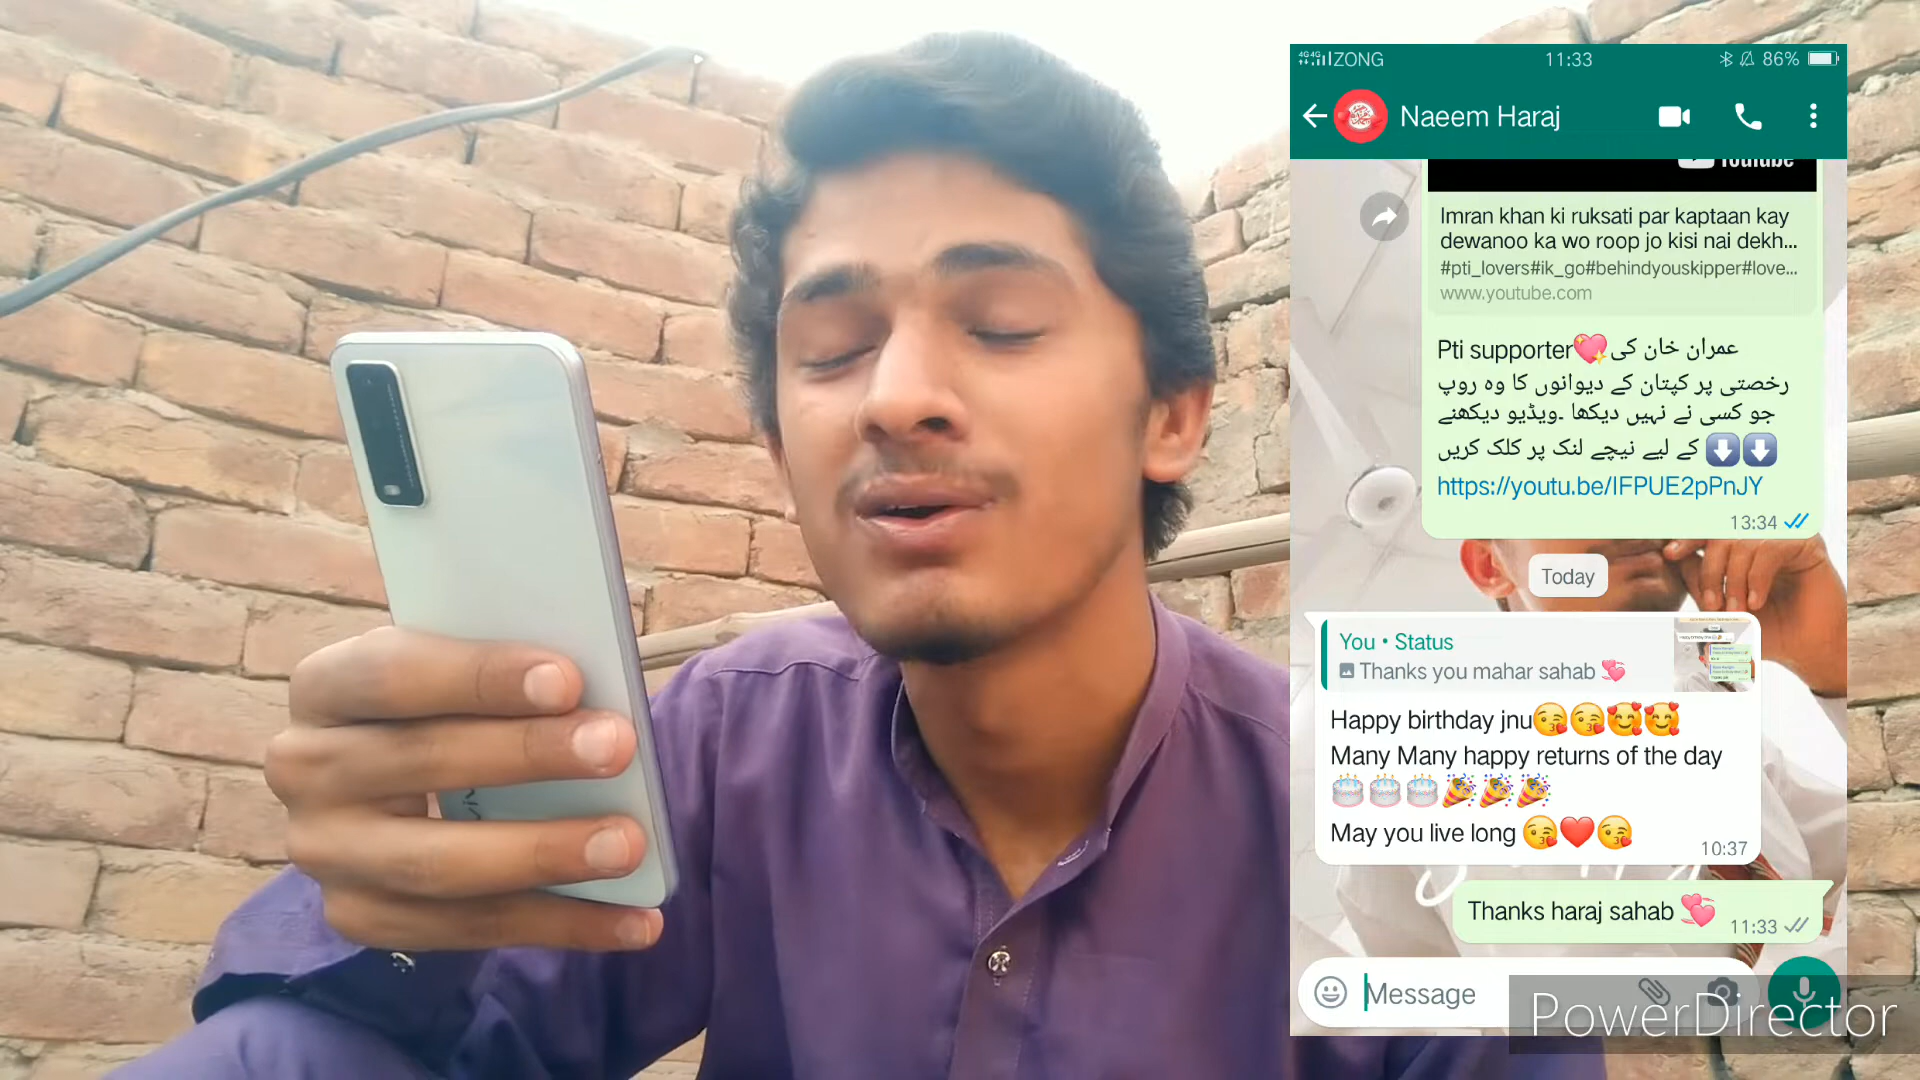 ZONG 11:33 86%
Naeem Haraj
YouTube
Imran khan ki ruksati par kaptaan kay
dewanoo ka wo roop jo kisi nai dekh...
#pti_lovers#ik_go#behindyouskipper#love...
www.youtube.com
Pti supporter💖عمران خان کی
رخصتی پر کپتان کے دیوانوں کا وہ روپ
جو کسی نے نہیں دیکھا ۔ویڈیو دیکھنے
کے لیے نیچے لنک پر کلک کریں ⬇️⬇️
https://youtu.be/IFPUE2pPnJY
13:34
Today
You • Status
Thanks you mahar sahab 💞
Happy birthday jnu😘😘🥰🥰
Many Many happy returns of the day
🎂🎂🎂🎉🎉🎉
May you live long 😘❤️😘
10:37
Thanks haraj sahab 💞
11:33
Message
PowerDirector